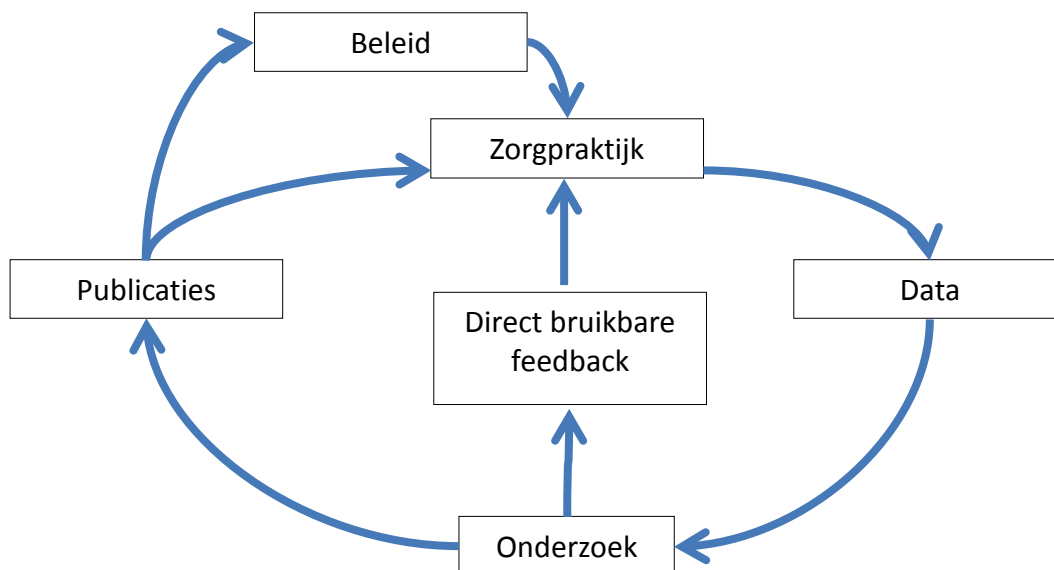 Beleid
Zorgpraktijk
Publicaties
Data
Direct bruikbare
feedback
Onderzoek